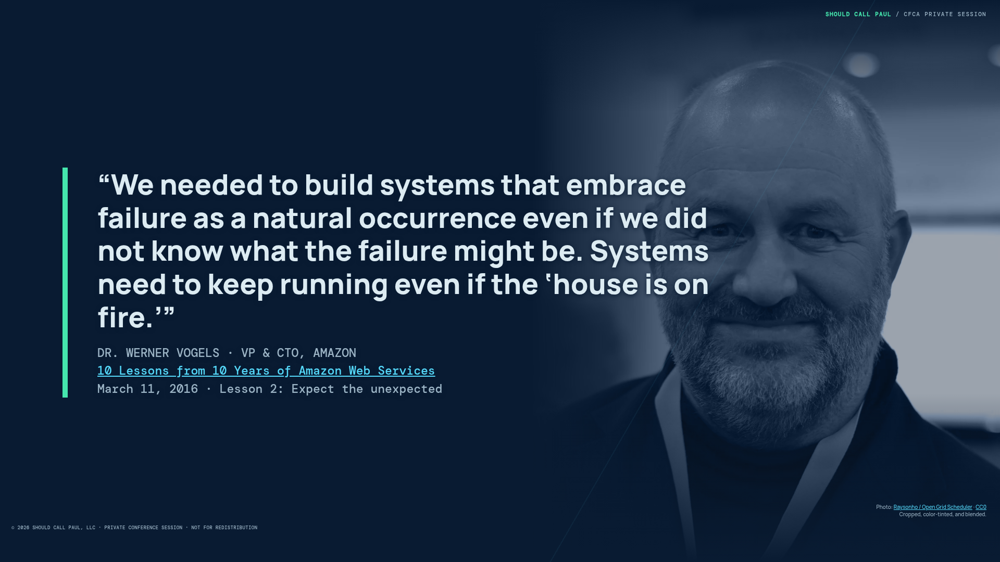 SHOULD CALL PAUL / CFCA PRIVATE SESSION
“We needed to build systems that embrace
failure as a natural occurrence even if we did
not know what the failure might be. Systems
need to keep running even if the ‘house is on
fire.’”
DR. WERNER VOGELS · VP & CTO, AMAZON
10 Lessons from 10 Years of Amazon Web Services
March 11, 2016 · Lesson 2: Expect the unexpected
Photo: Raysonho / Open Grid Scheduler · CC0
Cropped, color-tinted, and blended.
© 2026 SHOULD CALL PAUL, LLC · PRIVATE CONFERENCE SESSION · NOT FOR REDISTRIBUTION